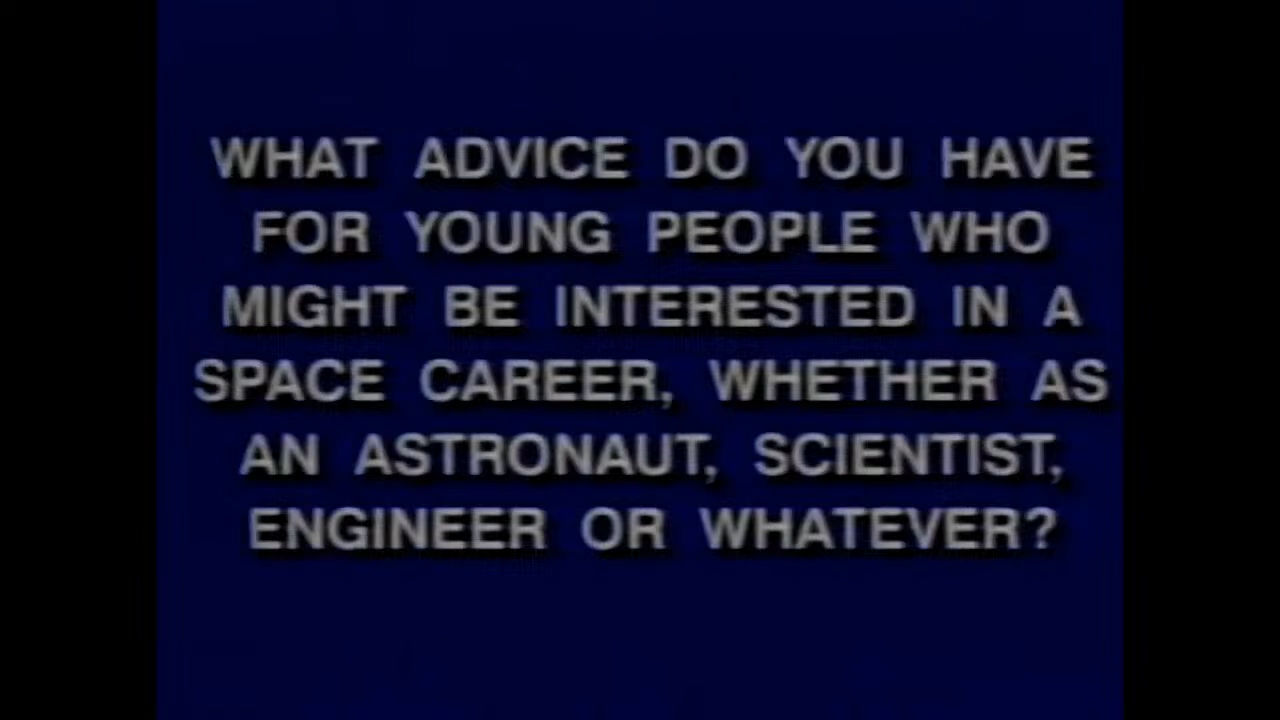 WHAT ADVICE DO YOU HAVE
FOR YOUNG PEOPLE WHO
MIGHT BE INTERESTED IN A
SPACE CAREER, WHETHER AS
AN ASTRONAUT, SCIENTIST,
ENGINEER OR WHATEVER?